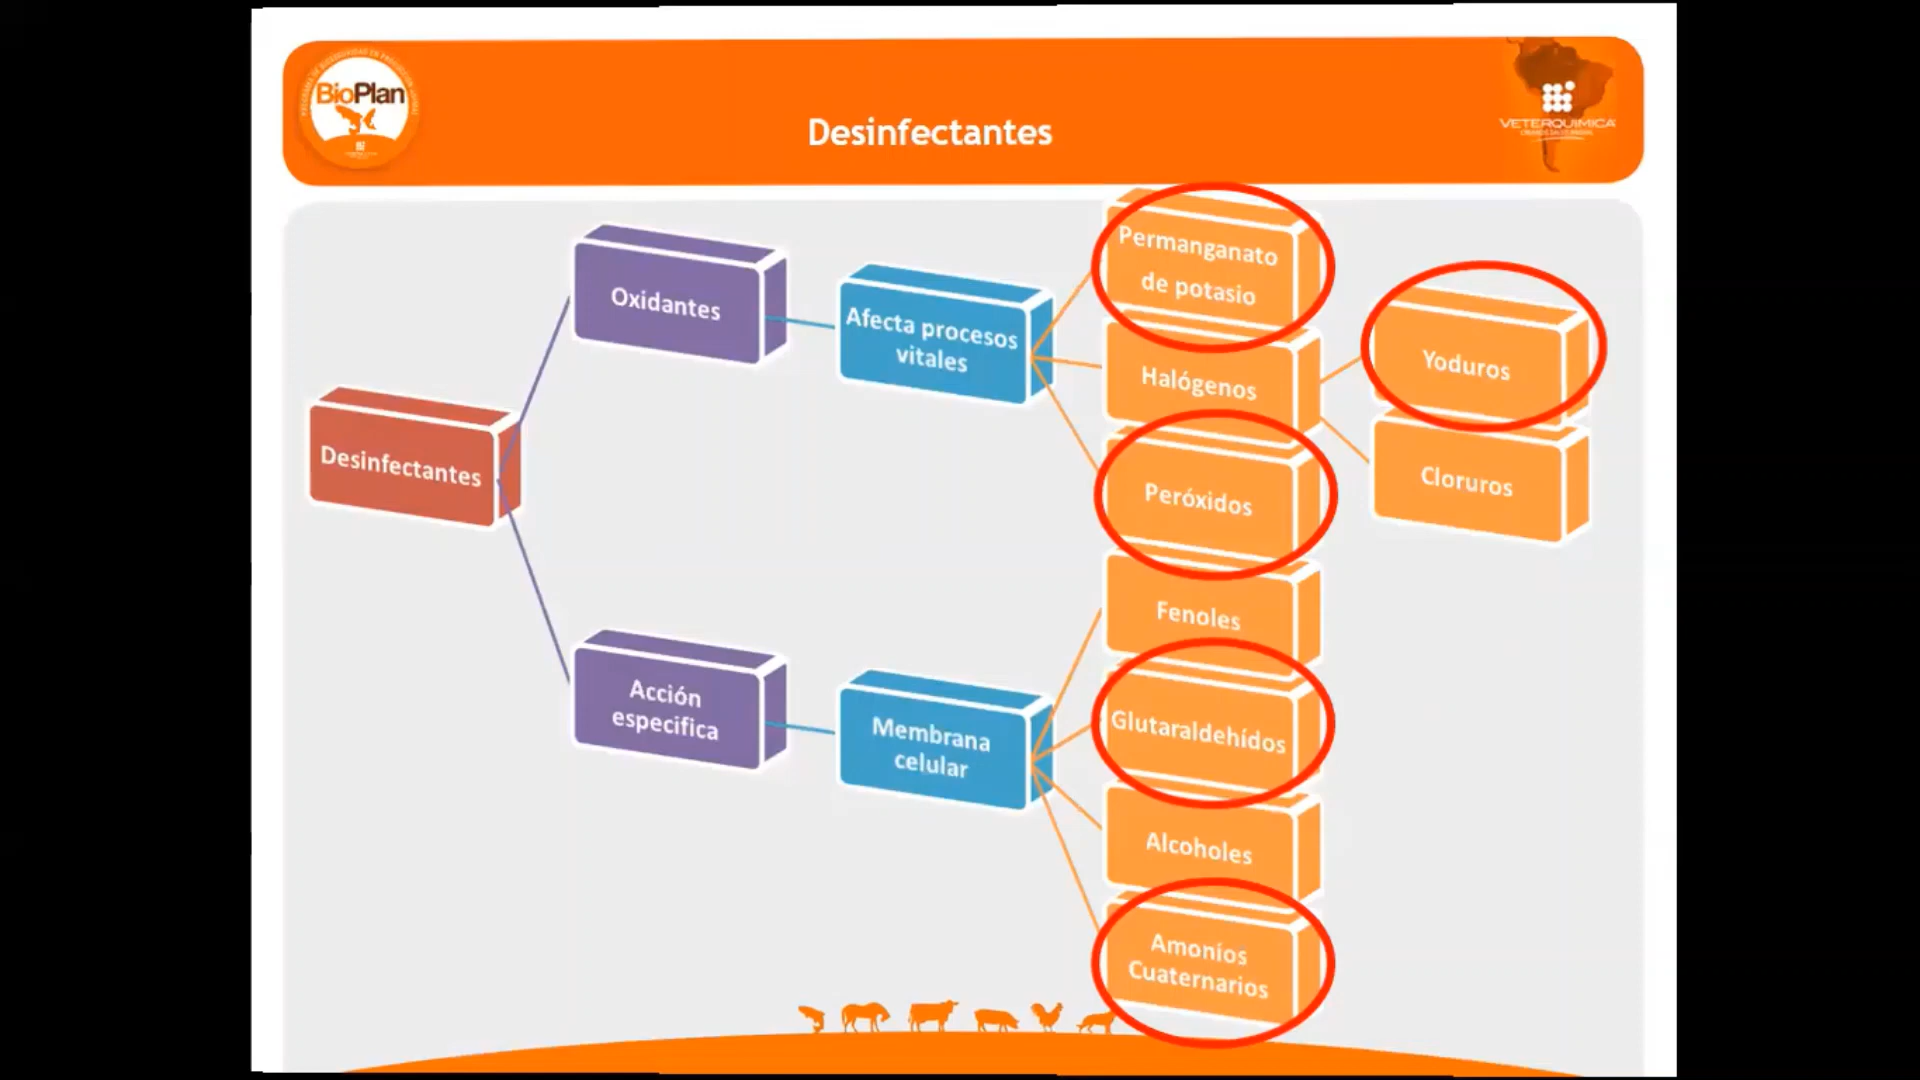 BioPlan
Desinfectantes
VETERQUIMICA
Desinfectantes
Oxidantes
Afecta procesos
vitales
Permanganato
de potasio
Halógenos
Yoduros
Cloruros
Peróxidos
Acción
especifica
Membrana
celular
Fenoles
Glutaraldehídos
Alcoholes
Amonios
Cuaternarios